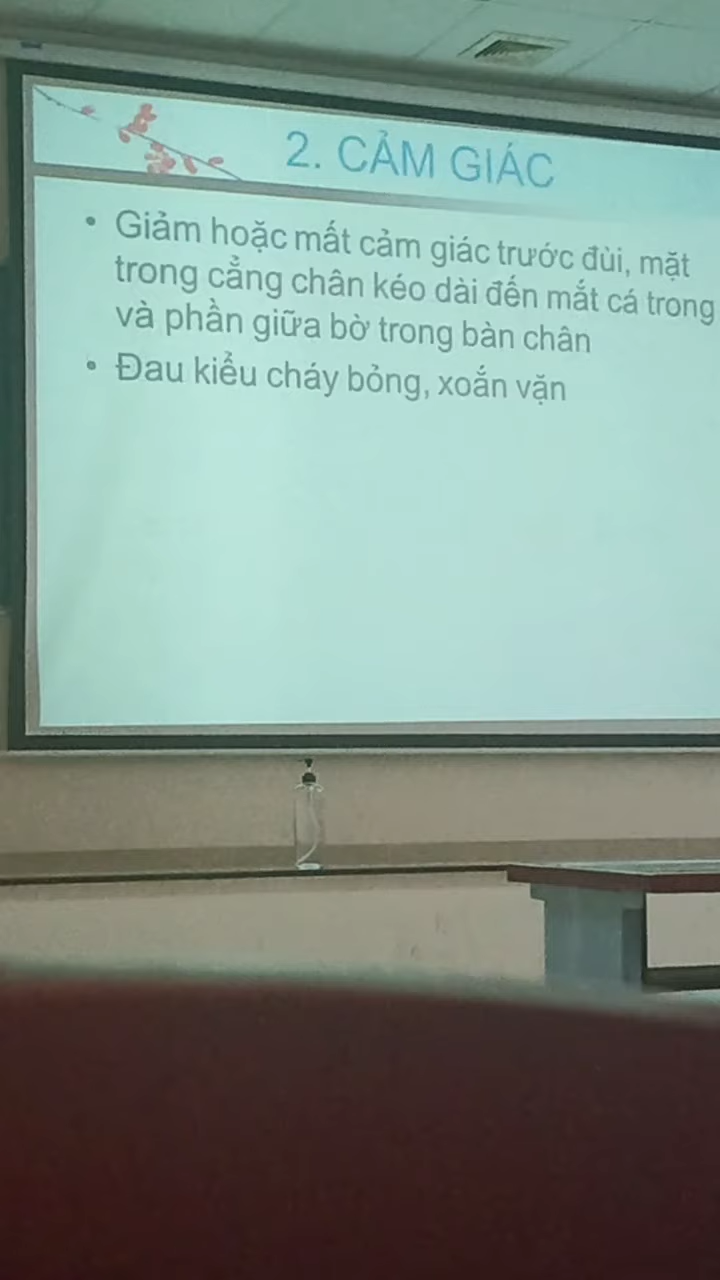 2. CẢM GIÁC
• Giảm hoặc mất cảm giác trước đùi, mặt
trong cẳng chân kéo dài đến mắt cá trong
và phần giữa bờ trong bàn chân
• Đau kiểu cháy bỏng, xoắn vặn